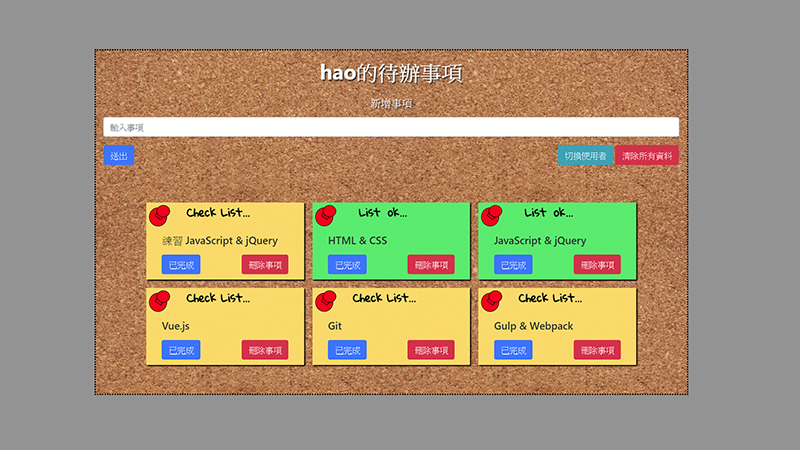 hao的待辦事項
新增事項
輸入事項
送出
切換使用者
清除所有資料
Check List...
練習 JavaScript & jQuery
已完成
刪除事項
List ok...
HTML & CSS
已完成
刪除事項
List ok...
JavaScript & jQuery
已完成
刪除事項
Check List...
Vue.js
已完成
刪除事項
Check List...
Git
已完成
刪除事項
Check List...
Gulp & Webpack
已完成
刪除事項